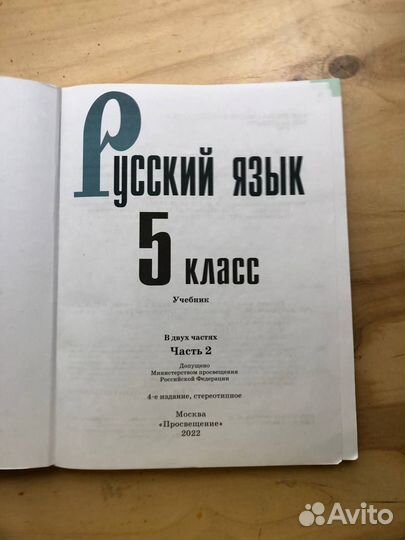 Русский язык
5 класс
Учебник
В двух частях
Часть 2
Допущено
Министерством просвещения
Российской Федерации
4-е издание, стереотипное
Москва
«Просвещение»
2022
Avito